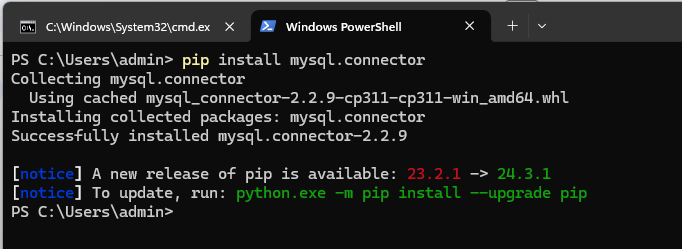 C:\Windows\System32\cmd.ex
Windows PowerShell
PS C:\Users\admin> pip install mysql.connector
Collecting mysql.connector
  Using cached mysql_connector-2.2.9-cp311-cp311-win_amd64.whl
Installing collected packages: mysql.connector
Successfully installed mysql.connector-2.2.9
[notice] A new release of pip is available: 23.2.1 -> 24.3.1
[notice] To update, run: python.exe -m pip install --upgrade pip
PS C:\Users\admin>